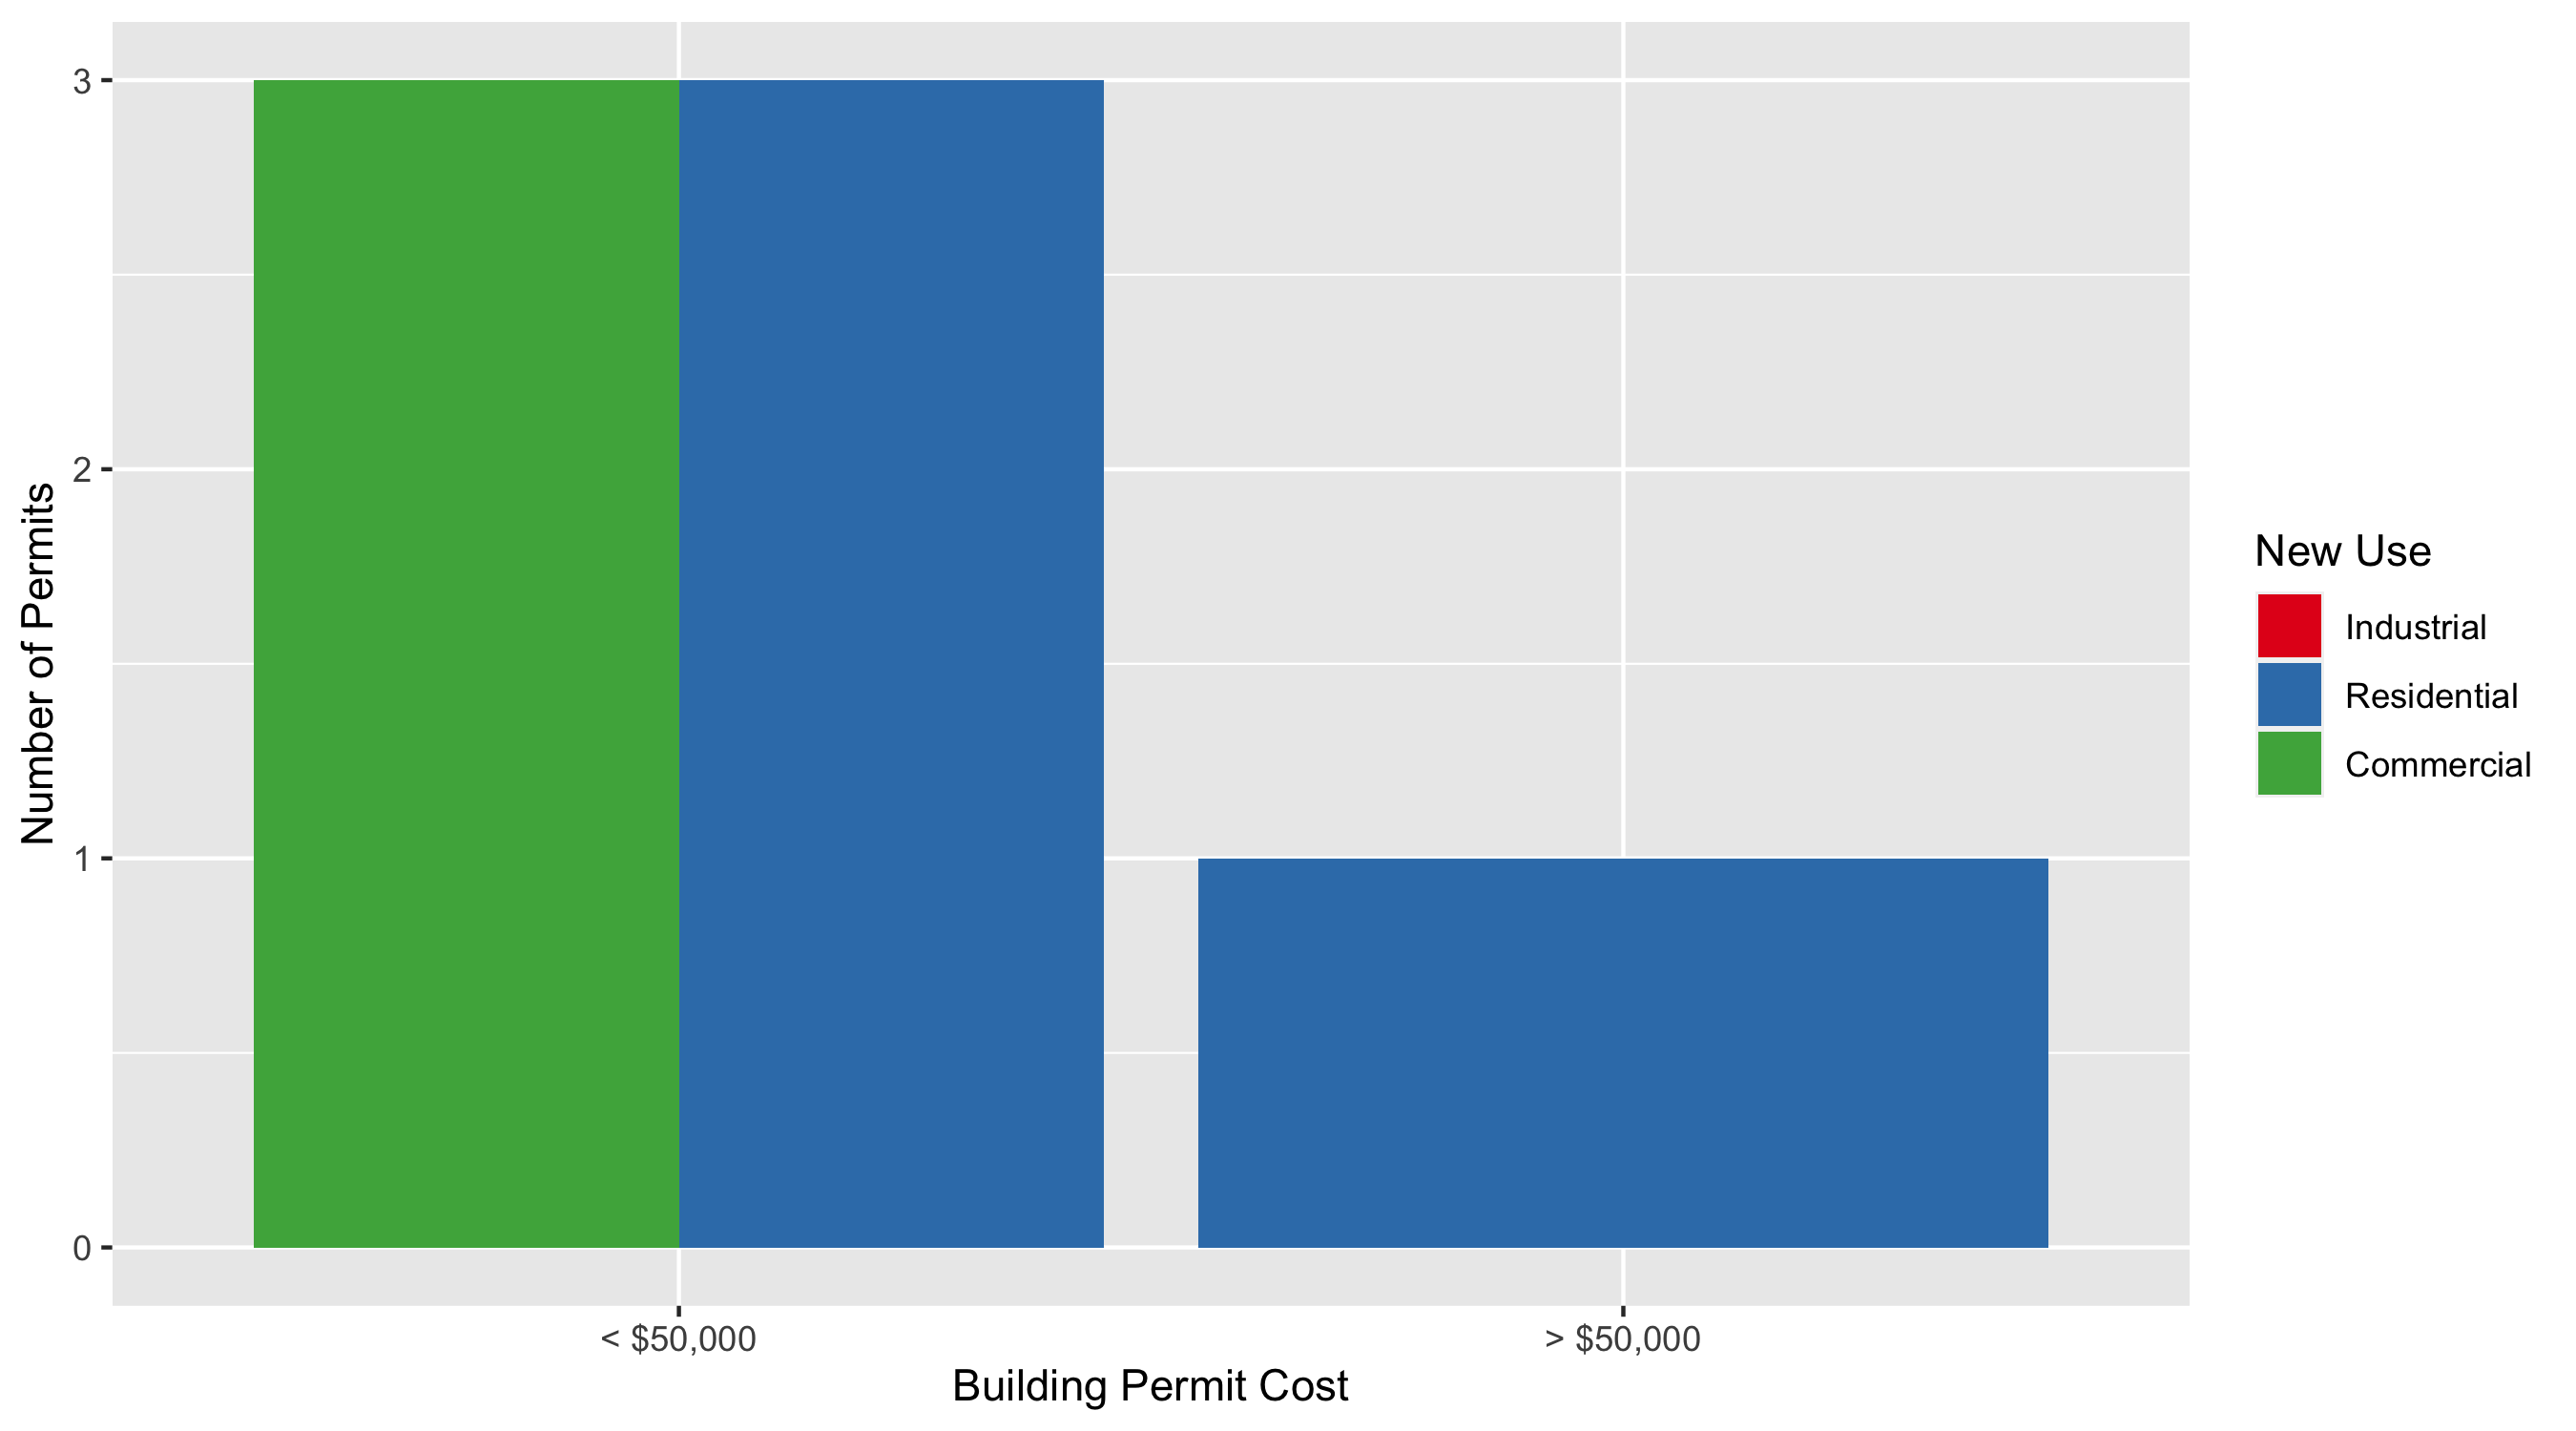 3
2
1
0
Number of Permits
< $50,000
> $50,000
Building Permit Cost
New Use
Industrial
Residential
Commercial